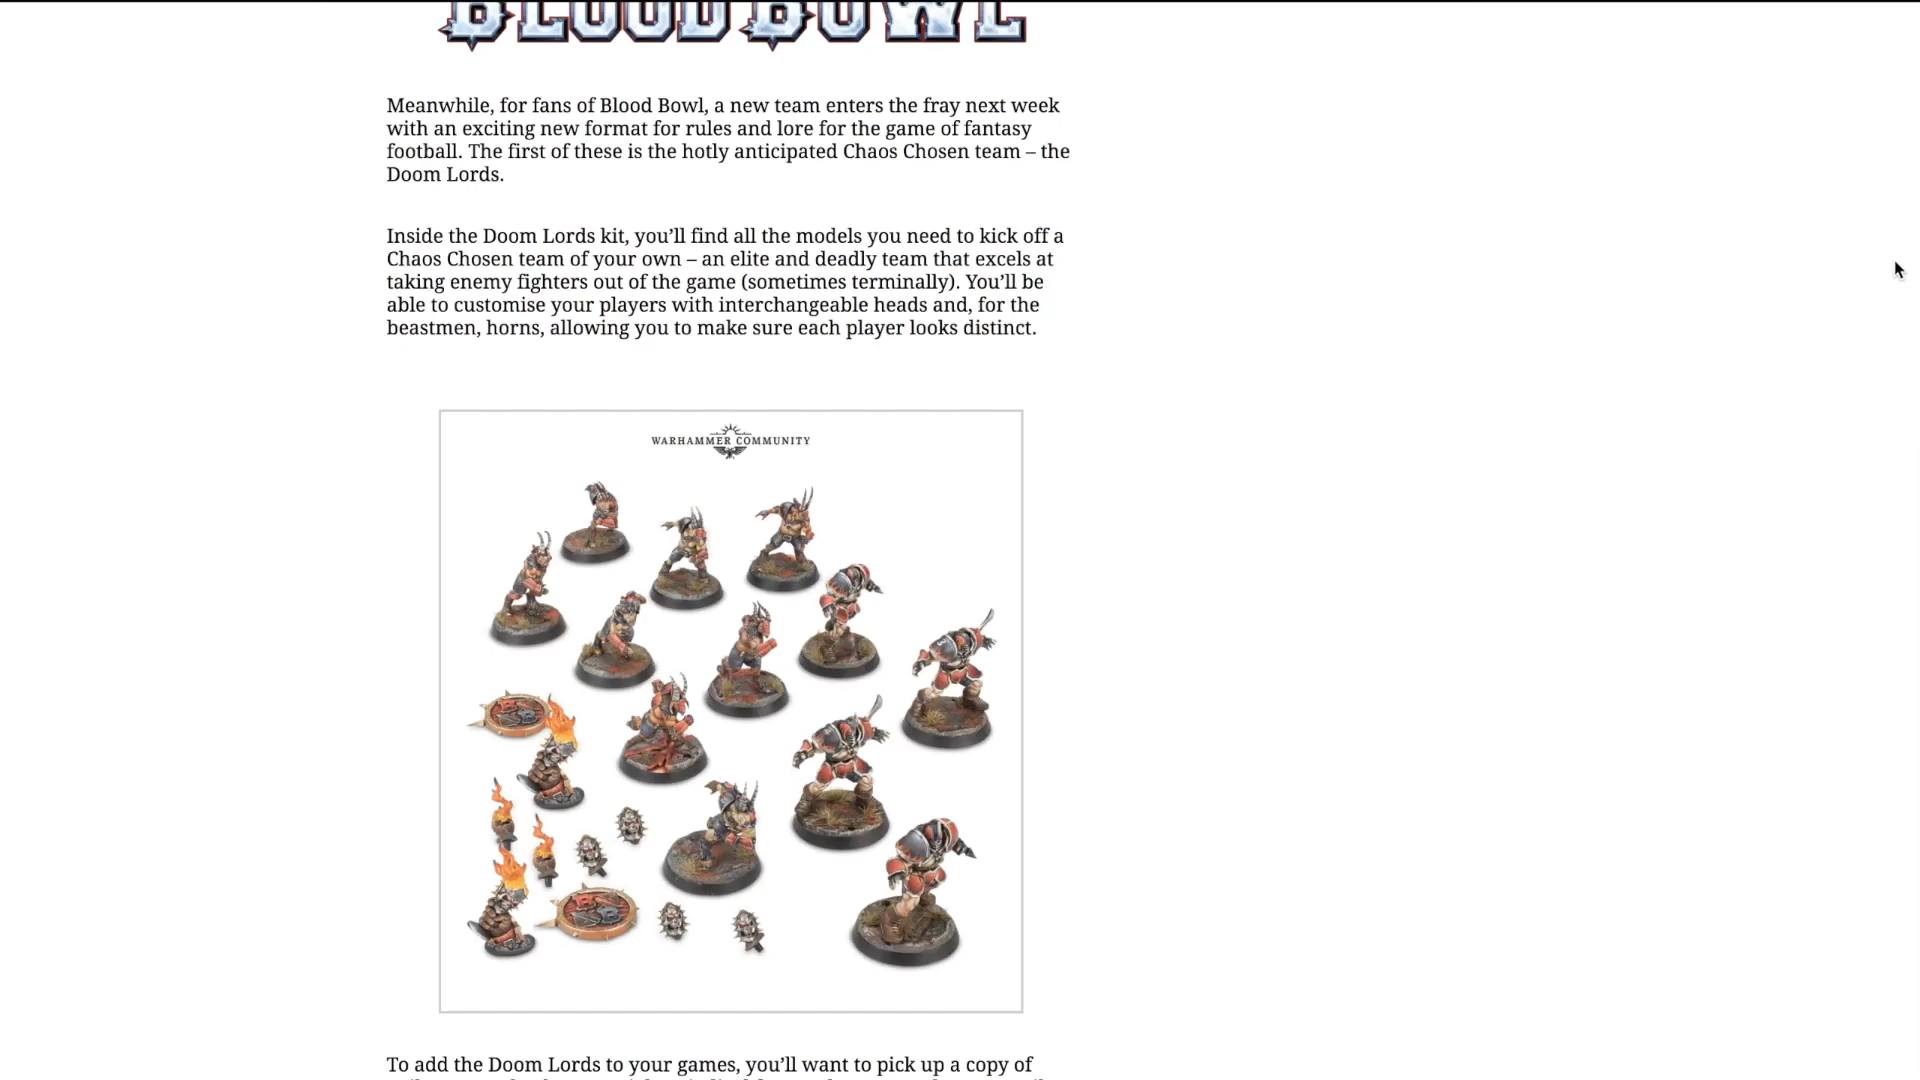 BLOOD BOWL
Meanwhile, for fans of Blood Bowl, a new team enters the fray next week
with an exciting new format for rules and lore for the game of fantasy
football. The first of these is the hotly anticipated Chaos Chosen team – the
Doom Lords.
Inside the Doom Lords kit, you’ll find all the models you need to kick off a
Chaos Chosen team of your own – an elite and deadly team that excels at
taking enemy fighters out of the game (sometimes terminally). You’ll be
able to customise your players with interchangeable heads and, for the
beastmen, horns, allowing you to make sure each player looks distinct.
WARHAMMER COMMUNITY
To add the Doom Lords to your games, you’ll want to pick up a copy of